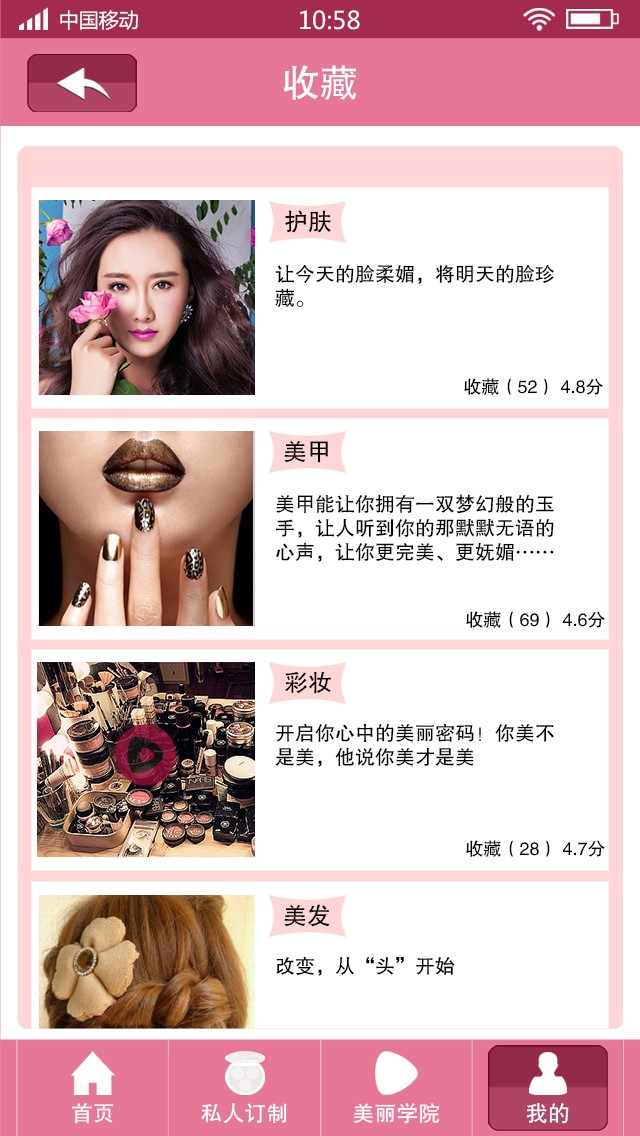 中国移动 10:58
收藏
护肤
让今天的脸柔媚，将明天的脸珍
藏。
收藏（52） 4.8分
美甲
美甲能让你拥有一双梦幻般的玉
手，让人听到你的那默默无语的
心声，让你更完美、更妩媚……
收藏（69） 4.6分
彩妆
开启你心中的美丽密码！你美不
是美，他说你美才是美
收藏（28） 4.7分
美发
改变，从“头”开始
首页 私人订制 美丽学院 我的